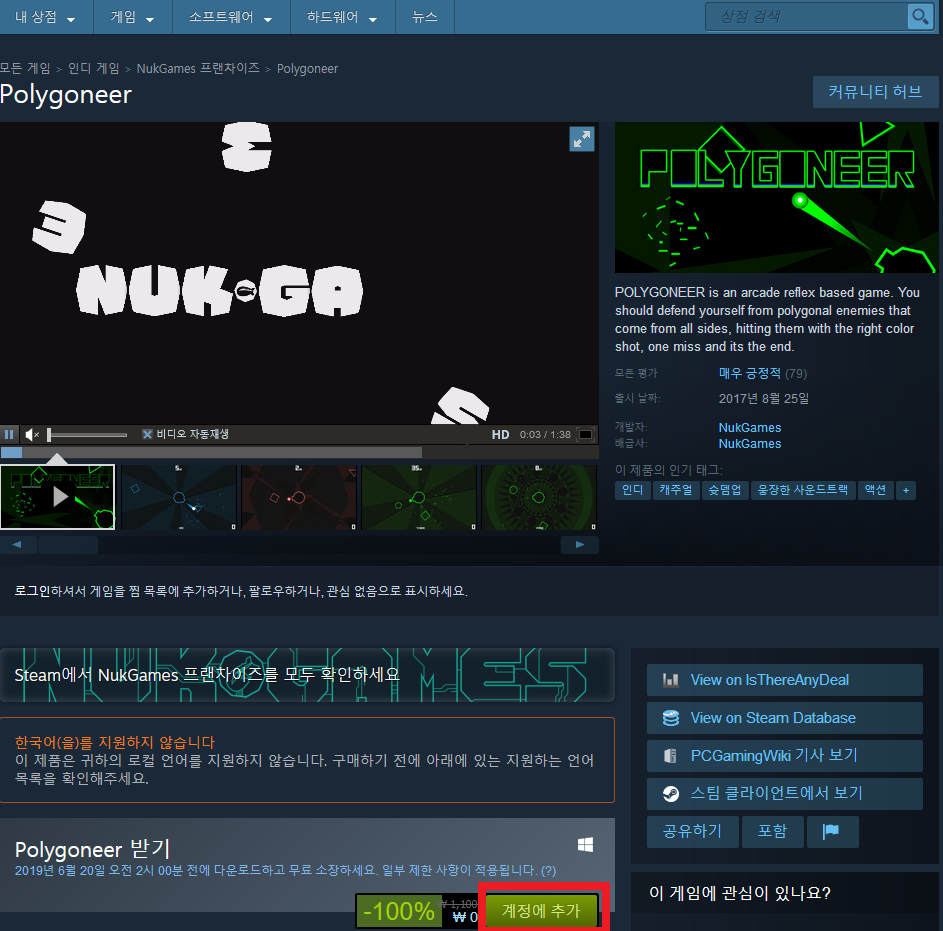 내 상점
게임
소프트웨어
하드웨어
뉴스
상점 검색
모든 게임 > 인디 게임 > NukGames 프랜차이즈 > Polygoneer
Polygoneer
커뮤니티 허브
NUK GA
POLYGONEER
POLYGONEER is an arcade reflex based game. You
should defend yourself from polygonal enemies that
come from all sides, hitting them with the right color
shot, one miss and its the end.
모든 평가 매우 긍정적 (79)
출시 날짜: 2017년 8월 25일
개발자: NukGames
배급사: NukGames
이 제품의 인기 태그:
인디 캐주얼 슛뎀업 웅장한 사운드트랙 액션 +
비디오 자동재생
HD 0:03 / 1:38
로그인하셔서 게임을 찜 목록에 추가하거나, 팔로우하거나, 관심 없음으로 표시하세요.
Steam에서 NukGames 프랜차이즈를 모두 확인하세요
한국어(을)를 지원하지 않습니다
이 제품은 귀하의 로컬 언어를 지원하지 않습니다. 구매하기 전에 아래에 있는 지원하는 언어
목록을 확인해주세요.
Polygoneer 받기
2019년 6월 20일 오전 2시 00분 전에 다운로드하고 무료 소장하세요. 일부 제한 사항이 적용됩니다. (?)
-100%
₩ 1,100
₩ 0
계정에 추가
View on IsThereAnyDeal
View on Steam Database
PCGamingWiki 기사 보기
스팀 클라이언트에서 보기
공유하기 포함
이 게임에 관심이 있나요?